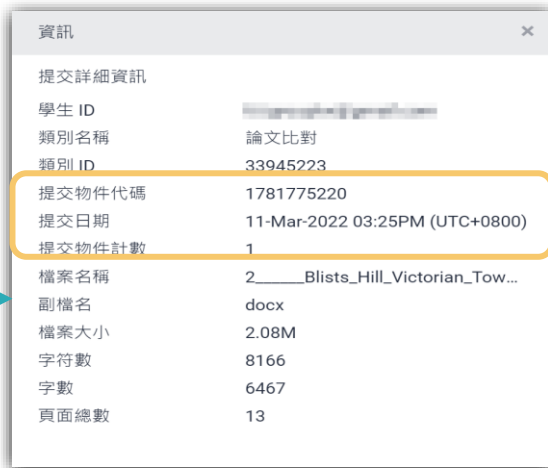 資訊 ×
提交詳細資訊
學生 ID
類別名稱 論文比對
類別 ID 33945223
提交物件代碼 1781775220
提交日期 11-Mar-2022 03:25PM (UTC+0800)
提交物件計數 1
檔案名稱 2______Blists_Hill_Victorian_Tow...
副檔名 docx
檔案大小 2.08M
字符數 8166
字數 6467
頁面總數 13